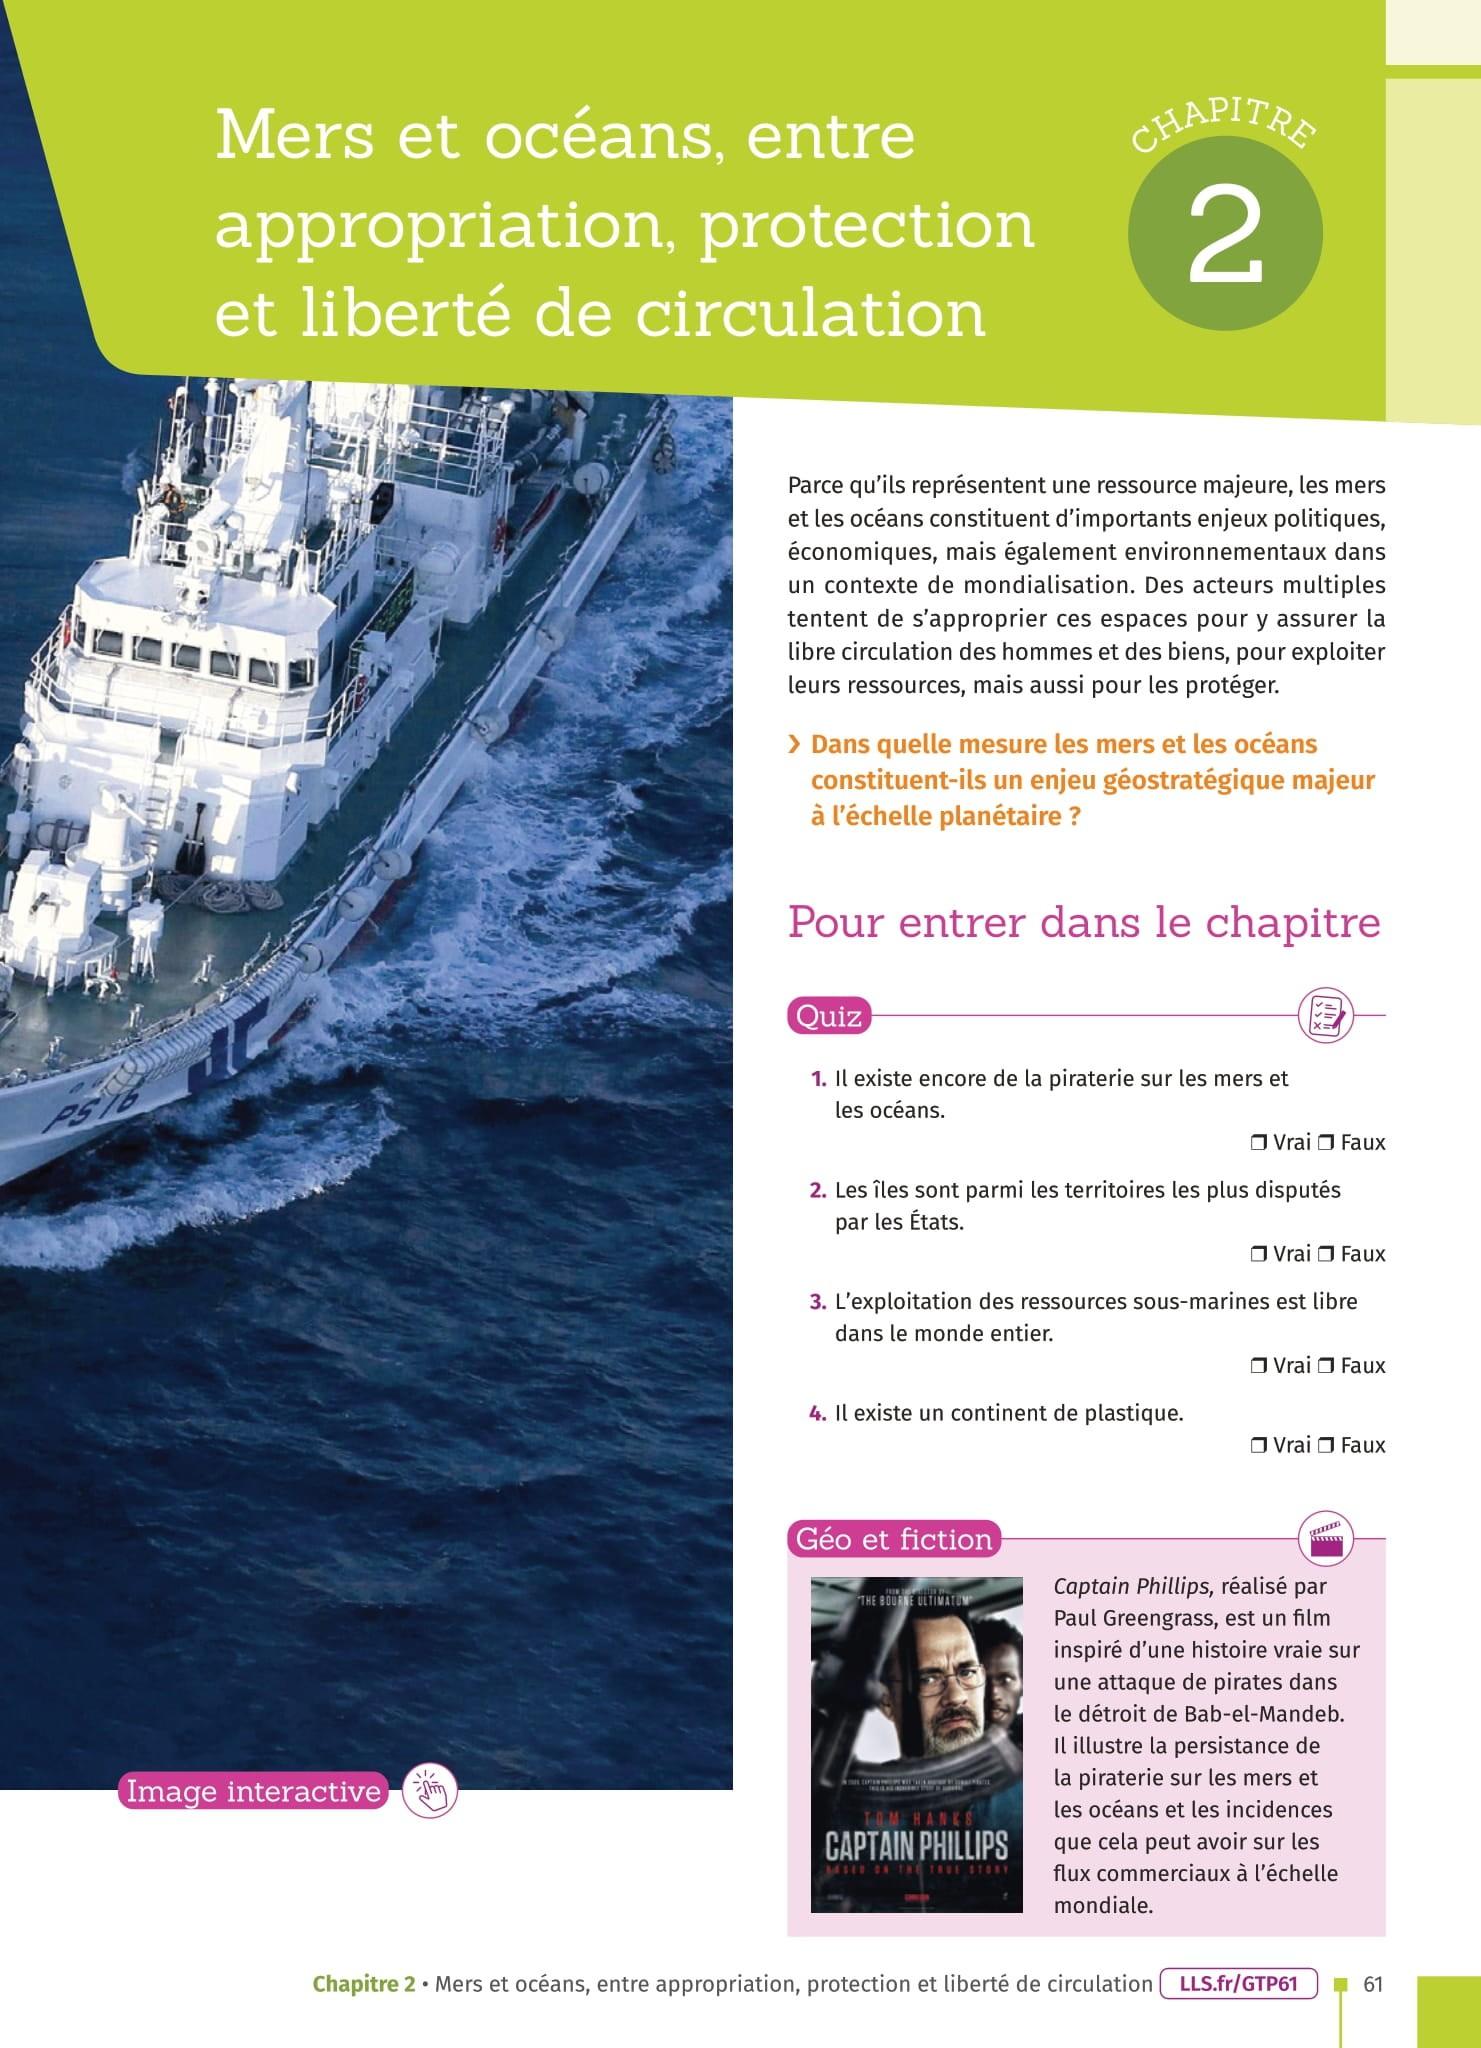 Mers et océans, entre
appropriation, protection
et liberté de circulation
CHAPITRE
2
PS 16
Parce qu’ils représentent une ressource majeure, les mers
et les océans constituent d’importants enjeux politiques,
économiques, mais également environnementaux dans
un contexte de mondialisation. Des acteurs multiples
tentent de s’approprier ces espaces pour y assurer la
libre circulation des hommes et des biens, pour exploiter
leurs ressources, mais aussi pour les protéger.
› Dans quelle mesure les mers et les océans
constituent-ils un enjeu géostratégique majeur
à l’échelle planétaire ?
Pour entrer dans le chapitre
Quiz
1. Il existe encore de la piraterie sur les mers et
les océans.
❒ Vrai ❒ Faux
2. Les îles sont parmi les territoires les plus disputés
par les États.
❒ Vrai ❒ Faux
3. L’exploitation des ressources sous-marines est libre
dans le monde entier.
❒ Vrai ❒ Faux
4. Il existe un continent de plastique.
❒ Vrai ❒ Faux
Géo et fiction
FROM THE DIRECTOR OF
"THE BOURNE ULTIMATUM"
TOM HANKS
CAPTAIN PHILLIPS
BASED ON THE TRUE STORY
Captain Phillips, réalisé par
Paul Greengrass, est un film
inspiré d’une histoire vraie sur
une attaque de pirates dans
le détroit de Bab-el-Mandeb.
Il illustre la persistance de
la piraterie sur les mers et
les océans et les incidences
que cela peut avoir sur les
flux commerciaux à l’échelle
mondiale.
Image interactive
Chapitre 2 • Mers et océans, entre appropriation, protection et liberté de circulation LLS.fr/GTP61 61